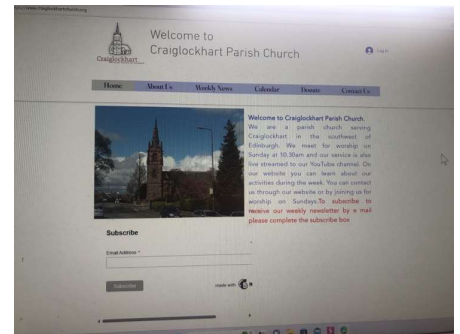 www.craiglockhartchurch.org
Welcome to
Craiglockhart Parish Church
Craiglockhart
Log In
Home About Us Weekly News Calendar Donate Contact Us
Welcome to Craiglockhart Parish Church.
We are a parish church serving
Craiglockhart in the southwest of
Edinburgh. We meet for worship on
Sunday at 10.30am and our service is also
live streamed to our YouTube channel. On
our website you can learn about our
activities during the week. You can contact
us through our website or by joining us for
worship on Sundays.To subscribe to
receive our weekly newsletter by e mail
please complete the subscribe box
Subscribe
Email Address *
Subscribe
made with